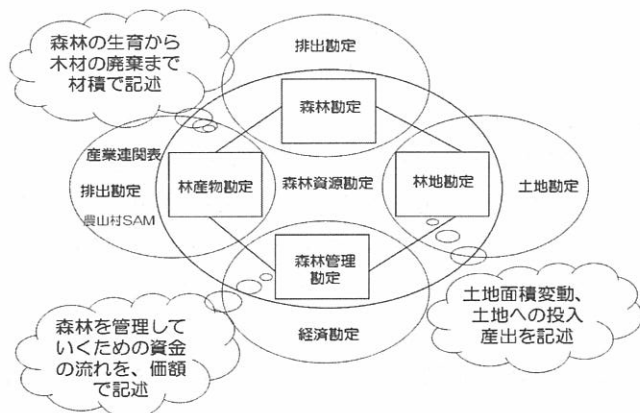 森林の生育から
木材の廃棄まで
材積で記述
排出勘定
森林勘定
産業連関表
排出勘定
農山村SAM
林産物勘定
森林資源勘定
林地勘定
土地勘定
森林管理
勘定
経済勘定
森林を管理して
いくための資金
の流れを、価額
で記述
土地面積変動、
土地への投入
産出を記述